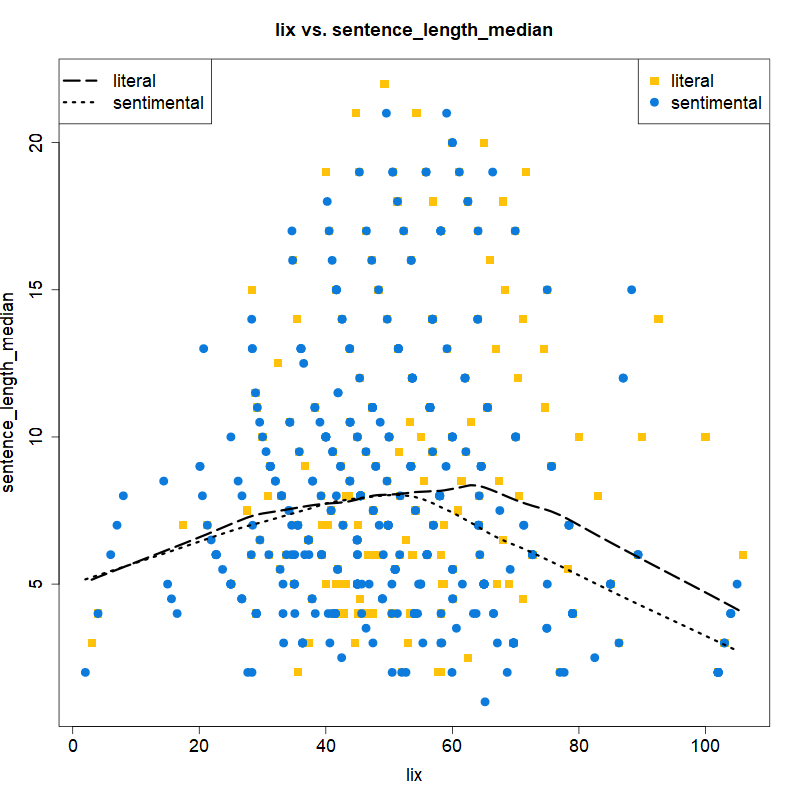 lix vs. sentence_length_median
literal
sentimental
literal
sentimental
sentence_length_median
20
15
10
5
0 20 40 60 80 100
lix